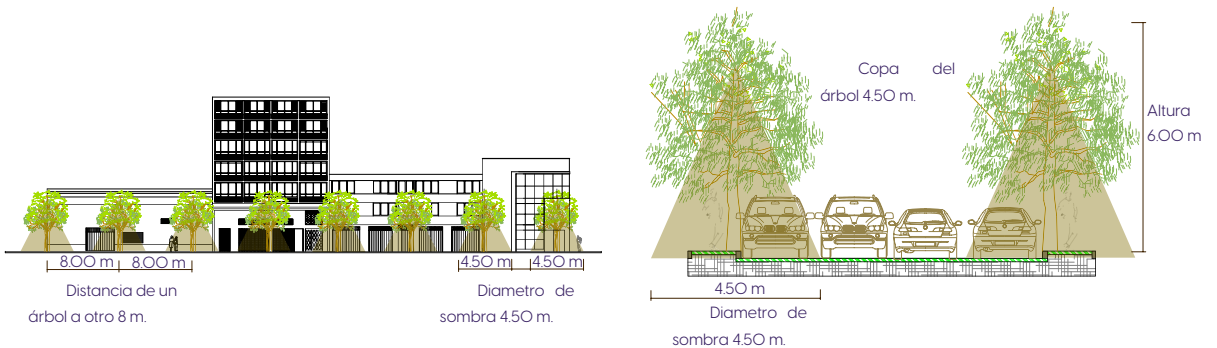 8.00 m
8.00 m
4.50 m
4.50 m
Distancia de un
árbol a otro 8 m.
Diametro de
sombra 4.50 m.
Copa del
árbol 4.50 m.
Altura
6.00 m
4.50 m
Diametro de
sombra 4.50 m.